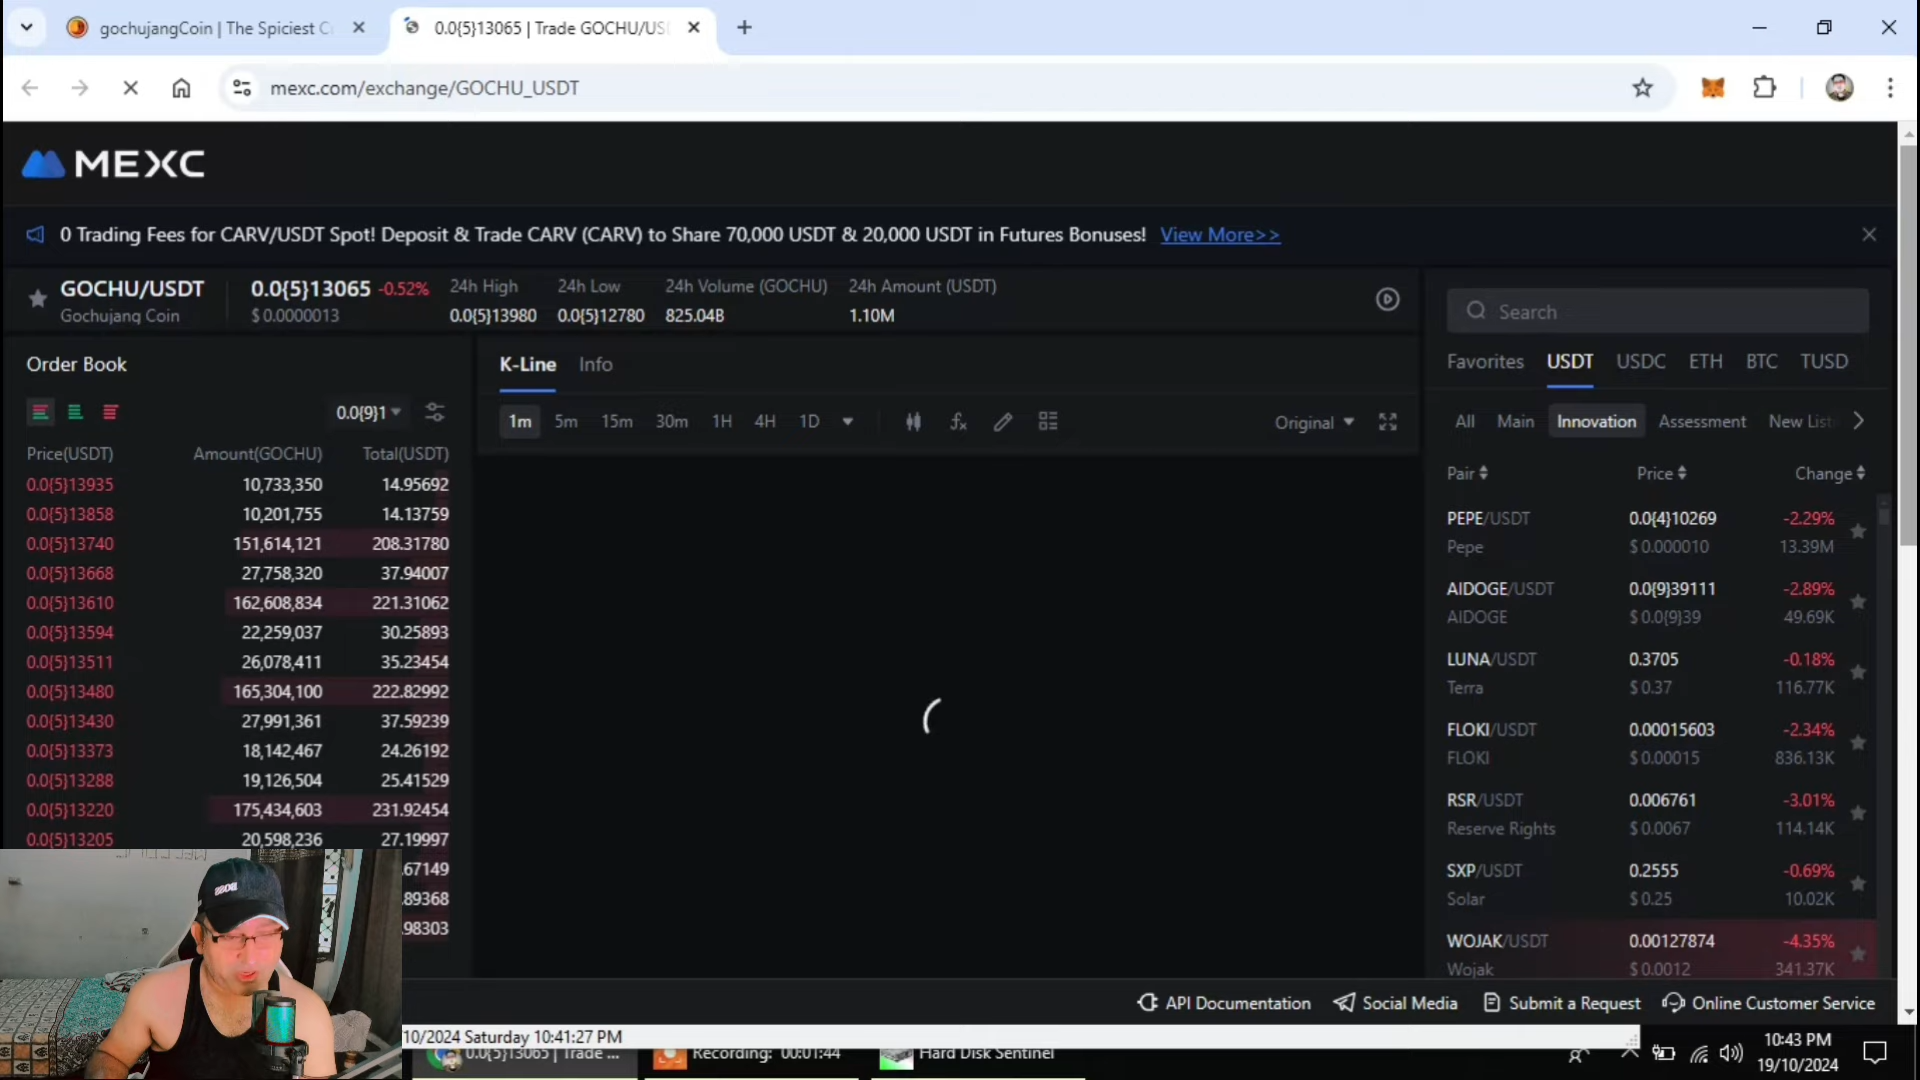 gochujangCoin | The Spiciest C
0.0{5}13065 | Trade GOCHU/US
mexc.com/exchange/GOCHU_USDT
MEXC
0 Trading Fees for CARV/USDT Spot! Deposit & Trade CARV (CARV) to Share 70,000 USDT & 20,000 USDT in Futures Bonuses! View More>>
GOCHU/USDT 0.0{5}13065 -0.52% 24h High 24h Low 24h Volume (GOCHU) 24h Amount (USDT)
Gochujang Coin $ 0.0000013 0.0{5}13980 0.0{5}12780 825.04B 1.10M
Search
Order Book K-Line Info
Favorites USDT USDC ETH BTC TUSD
0.0{9}1 1m 5m 15m 30m 1H 4H 1D Original
All Main Innovation Assessment New List
Price(USDT) Amount(GOCHU) Total(USDT)
0.0{5}13935 10,733,350 14.95692
0.0{5}13858 10,201,755 14.13759
0.0{5}13740 151,614,121 208.31780
0.0{5}13668 27,758,320 37.94007
0.0{5}13610 162,608,834 221.31062
0.0{5}13594 22,259,037 30.25893
0.0{5}13511 26,078,411 35.23454
0.0{5}13480 165,304,100 222.82992
0.0{5}13430 27,991,361 37.59239
0.0{5}13373 18,142,467 24.26192
0.0{5}13288 19,126,504 25.41529
0.0{5}13220 175,434,603 231.92454
0.0{5}13205 20,598,236 27.19997
.67149
.89368
.98303
Pair Price Change
PEPE/USDT 0.0{4}10269 -2.29%
Pepe $ 0.000010 13.39M
AIDOGE/USDT 0.0{9}39111 -2.89%
AIDOGE $ 0.0{9}39 49.69K
LUNA/USDT 0.3705 -0.18%
Terra $ 0.37 116.77K
FLOKI/USDT 0.00015603 -2.34%
FLOKI $ 0.00015 836.13K
RSR/USDT 0.006761 -3.01%
Reserve Rights $ 0.0067 114.14K
SXP/USDT 0.2555 -0.69%
Solar $ 0.25 10.02K
WOJAK/USDT 0.00127874 -4.35%
Wojak $ 0.0012 341.37K
API Documentation Social Media Submit a Request Online Customer Service
10/2024 Saturday 10:41:27 PM
0.0{5}13065 | Trade ... Recording: 00:01:44 Hard Disk Sentinel
10:43 PM
19/10/2024